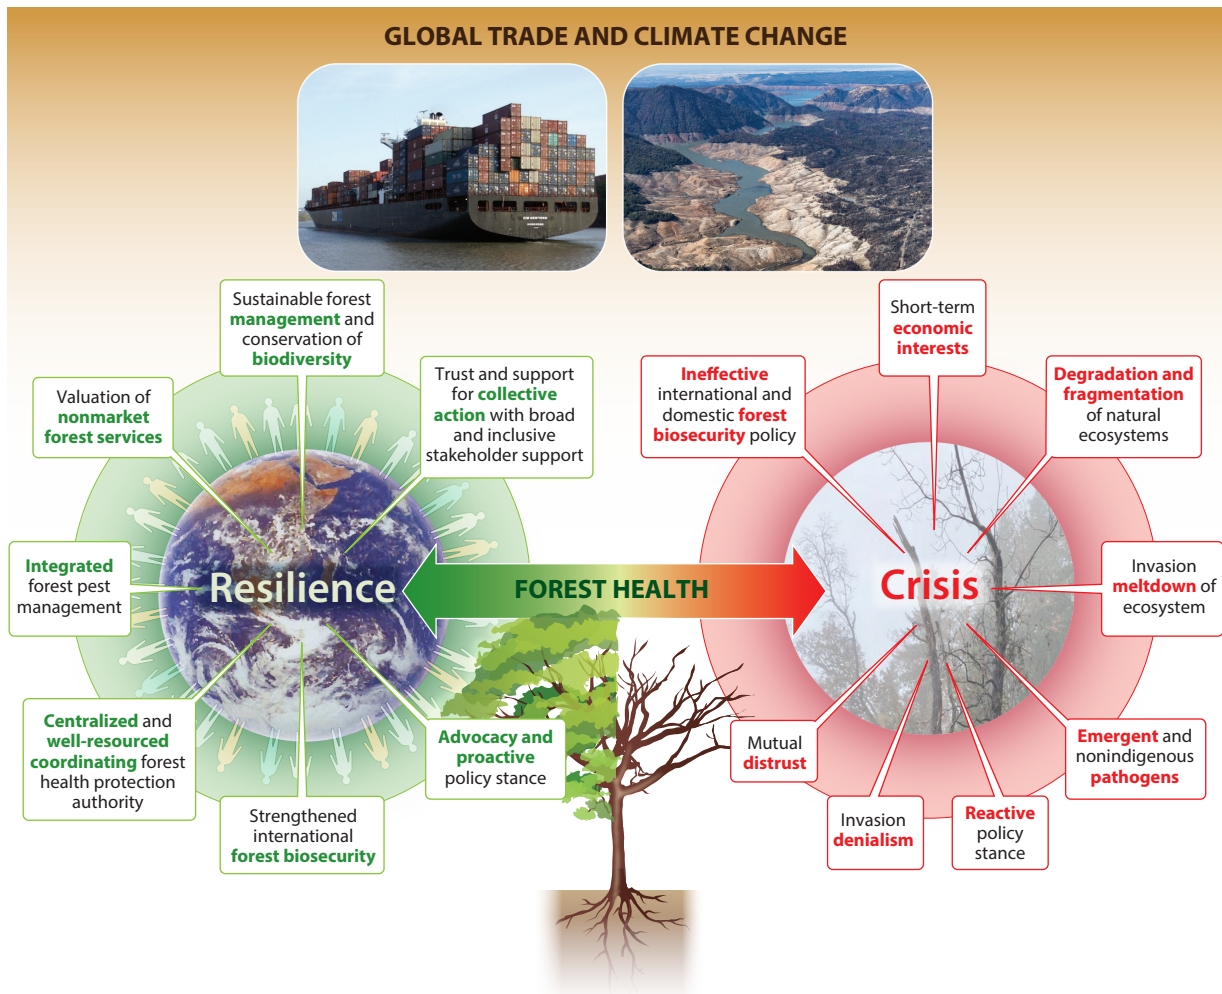 GLOBAL TRADE AND CLIMATE CHANGE
Sustainable forest
management and
conservation of
biodiversity
Valuation of
nonmarket
forest services
Trust and support
for collective
action with broad
and inclusive
stakeholder support
Integrated
forest pest
management
Resilience
Centralized and
well-resourced
coordinating forest
health protection
authority
Strengthened
international
forest biosecurity
Advocacy and
proactive
policy stance
FOREST HEALTH
Short-term
economic
interests
Ineffective
international and
domestic forest
biosecurity policy
Degradation and
fragmentation
of natural
ecosystems
Crisis
Invasion
meltdown of
ecosystem
Mutual
distrust
Invasion
denialism
Reactive
policy
stance
Emergent and
nonindigenous
pathogens